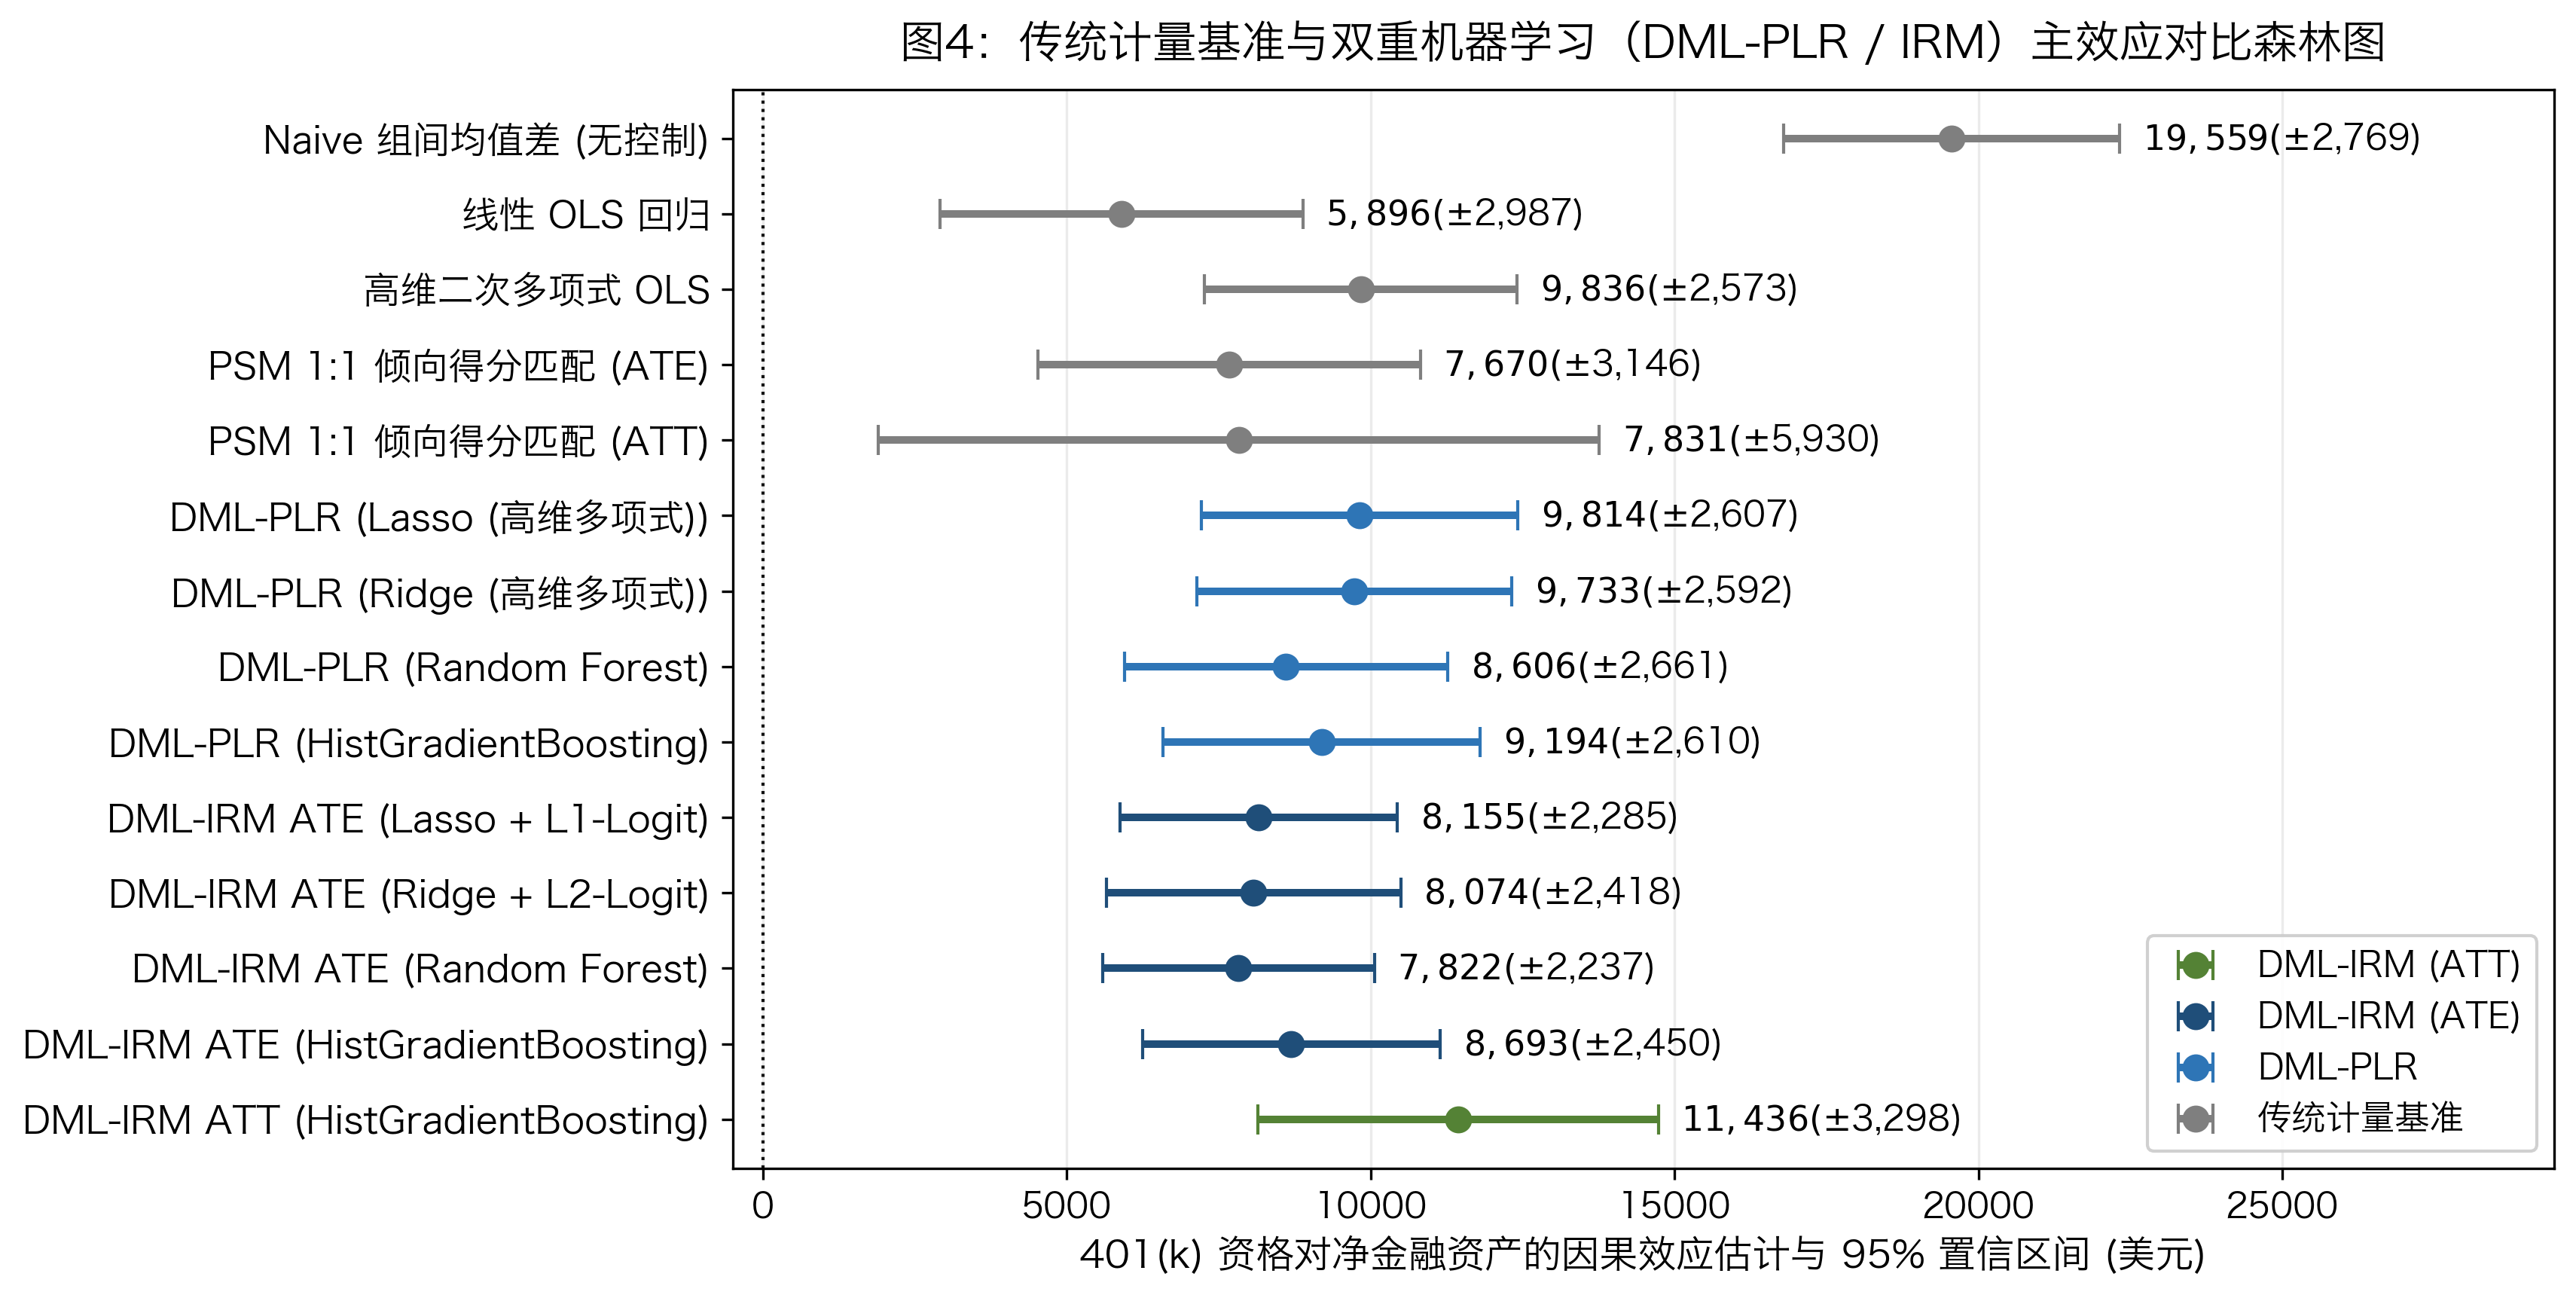 图4：传统计量基准与双重机器学习（DML-PLR / IRM）主效应对比森林图
Naive 组间均值差 (无控制)
19,559(±2,769)
线性 OLS 回归
5,896(±2,987)
高维二次多项式 OLS
9,836(±2,573)
PSM 1:1 倾向得分匹配 (ATE)
7,670(±3,146)
PSM 1:1 倾向得分匹配 (ATT)
7,831(±5,930)
DML-PLR (Lasso (高维多项式))
9,814(±2,607)
DML-PLR (Ridge (高维多项式))
9,733(±2,592)
DML-PLR (Random Forest)
8,606(±2,661)
DML-PLR (HistGradientBoosting)
9,194(±2,610)
DML-IRM ATE (Lasso + L1-Logit)
8,155(±2,285)
DML-IRM ATE (Ridge + L2-Logit)
8,074(±2,418)
DML-IRM ATE (Random Forest)
7,822(±2,237)
DML-IRM ATE (HistGradientBoosting)
8,693(±2,450)
DML-IRM ATT (HistGradientBoosting)
11,436(±3,298)
DML-IRM (ATT)
DML-IRM (ATE)
DML-PLR
传统计量基准
0 5000 10000 15000 20000 25000
401(k) 资格对净金融资产的因果效应估计与 95% 置信区间 (美元)